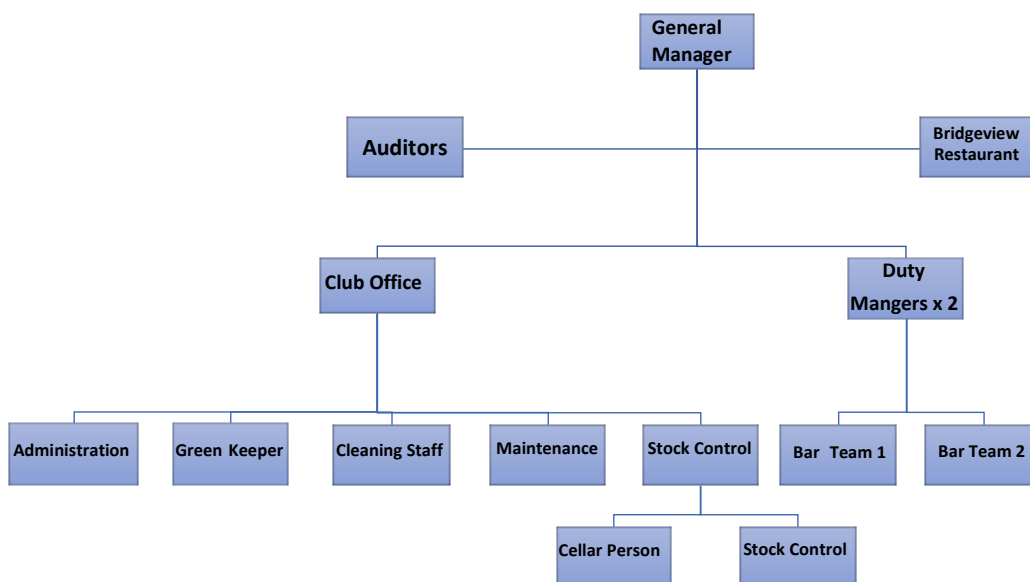 General
Manager
Auditors
Bridgeview
Restaurant
Club Office
Duty
Mangers x 2
Administration
Green Keeper
Cleaning Staff
Maintenance
Stock Control
Bar Team 1
Bar Team 2
Cellar Person
Stock Control